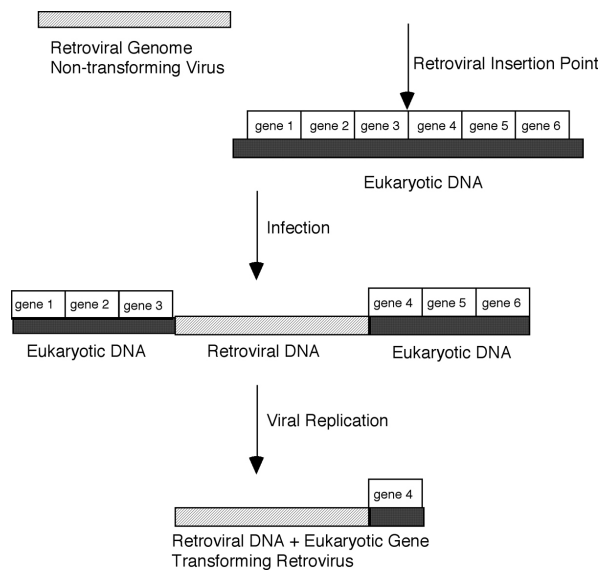 Retroviral Genome
Non-transforming Virus
Retroviral Insertion Point
gene 1 gene 2 gene 3 gene 4 gene 5 gene 6
Eukaryotic DNA
Infection
gene 1 gene 2 gene 3 gene 4 gene 5 gene 6
Eukaryotic DNA Retroviral DNA Eukaryotic DNA
Viral Replication
gene 4
Retroviral DNA + Eukaryotic Gene
Transforming Retrovirus